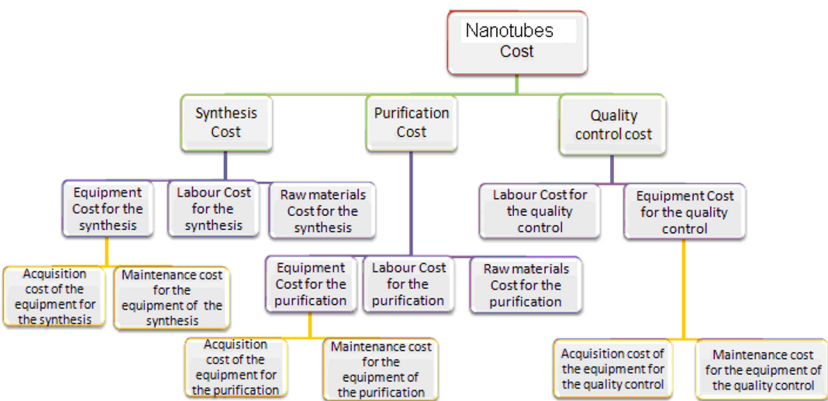 Nanotubes
Cost
Synthesis
Cost
Purification
Cost
Quality
control cost
Equipment
Cost for the
synthesis
Labour Cost
for the
synthesis
Raw materials
Cost for the
synthesis
Labour Cost for
the quality
control
Equipment Cost
for the quality
control
Acquisition
cost of the
equipment for
the synthesis
Maintenance cost
for the
equipment of the
synthesis
Equipment
Cost for the
purification
Labour Cost
for the
purification
Raw materials
Cost for the
purification
Acquisition
cost of the
equipment for
the purification
Maintenance cost
for the
equipment of
the purification
Acquisition cost of
the equipment for
the quality control
Maintenance cost
for the equipment of
the quality control